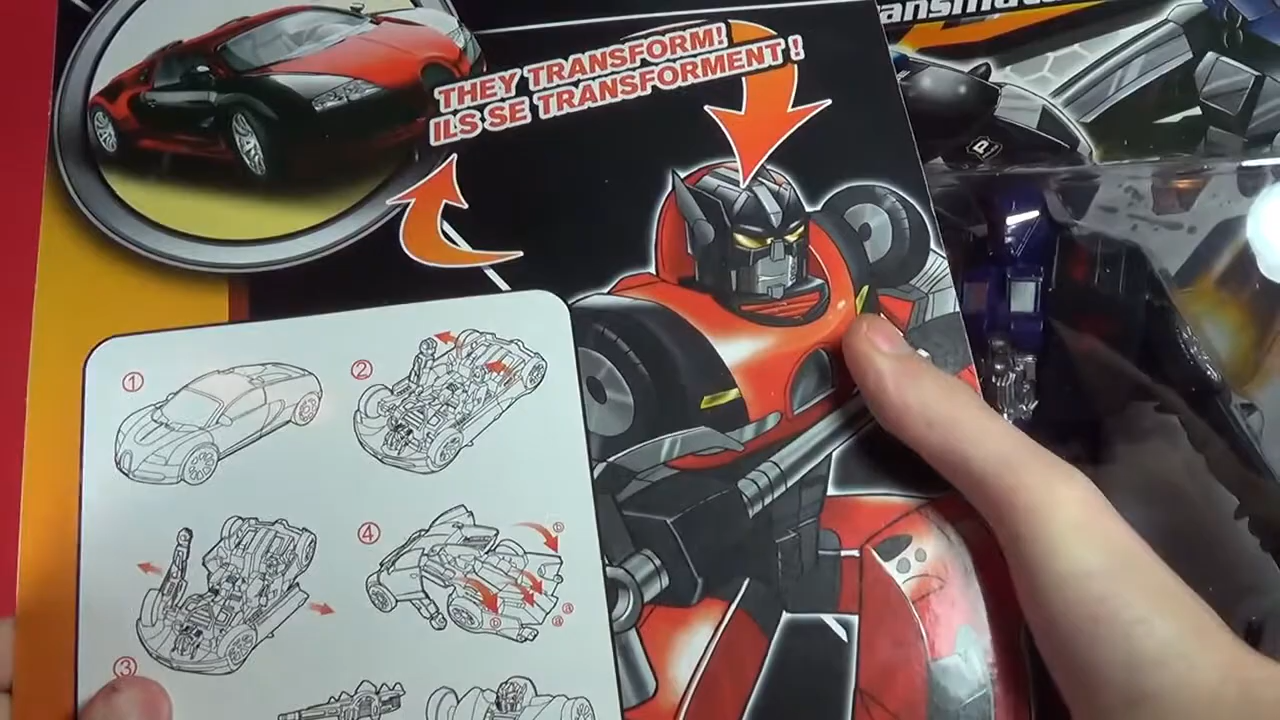 THEY TRANSFORM!
ILS SE TRANSFORMENT !
①
②
④
③